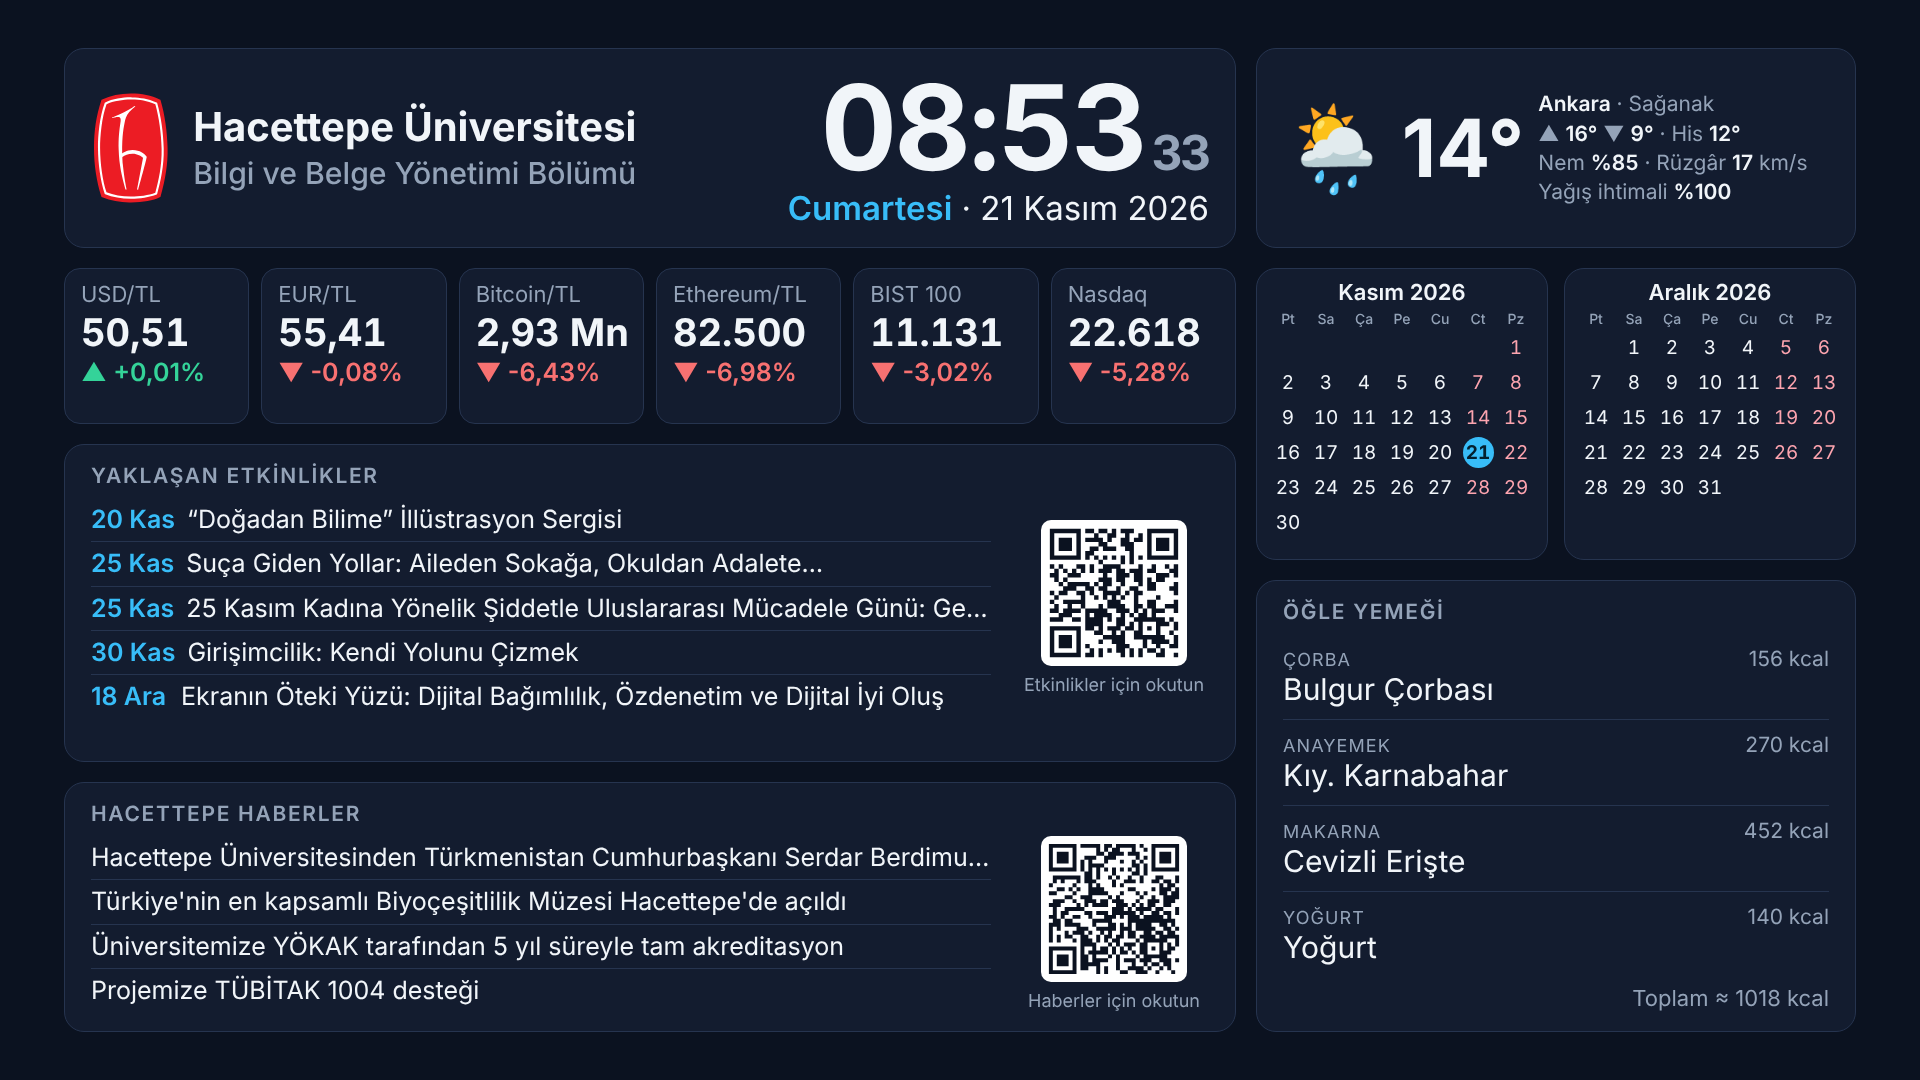 Hacettepe Üniversitesi
Bilgi ve Belge Yönetimi Bölümü
08:53 33
Cumartesi · 21 Kasım 2026
14°
Ankara · Sağanak
▲ 16° ▼ 9° · His 12°
Nem %85 · Rüzgâr 17 km/s
Yağış ihtimali %100
USD/TL
50,51
▲ +0,01%
EUR/TL
55,41
▼ -0,08%
Bitcoin/TL
2,93 Mn
▼ -6,43%
Ethereum/TL
82.500
▼ -6,98%
BIST 100
11.131
▼ -3,02%
Nasdaq
22.618
▼ -5,28%
Kasım 2026
Pt Sa Ça Pe Cu Ct Pz
1
2 3 4 5 6 7 8
9 10 11 12 13 14 15
16 17 18 19 20 21 22
23 24 25 26 27 28 29
30
Aralık 2026
Pt Sa Ça Pe Cu Ct Pz
1 2 3 4 5 6
7 8 9 10 11 12 13
14 15 16 17 18 19 20
21 22 23 24 25 26 27
28 29 30 31
YAKLAŞAN ETKİNLİKLER
20 Kas “Doğadan Bilime” İllüstrasyon Sergisi
25 Kas Suça Giden Yollar: Aileden Sokağa, Okuldan Adalete...
25 Kas 25 Kasım Kadına Yönelik Şiddetle Uluslararası Mücadele Günü: Ge...
30 Kas Girişimcilik: Kendi Yolunu Çizmek
18 Ara Ekranın Öteki Yüzü: Dijital Bağımlılık, Özdenetim ve Dijital İyi Oluş
Etkinlikler için okutun
HACETTEPE HABERLER
Hacettepe Üniversitesinden Türkmenistan Cumhurbaşkanı Serdar Berdimu...
Türkiye'nin en kapsamlı Biyoçeşitlilik Müzesi Hacettepe'de açıldı
Üniversitemize YÖKAK tarafından 5 yıl süreyle tam akreditasyon
Projemize TÜBİTAK 1004 desteği
Haberler için okutun
ÖĞLE YEMEĞİ
ÇORBA 156 kcal
Bulgur Çorbası
ANAYEMEK 270 kcal
Kıy. Karnabahar
MAKARNA 452 kcal
Cevizli Erişte
YOĞURT 140 kcal
Yoğurt
Toplam ≈ 1018 kcal